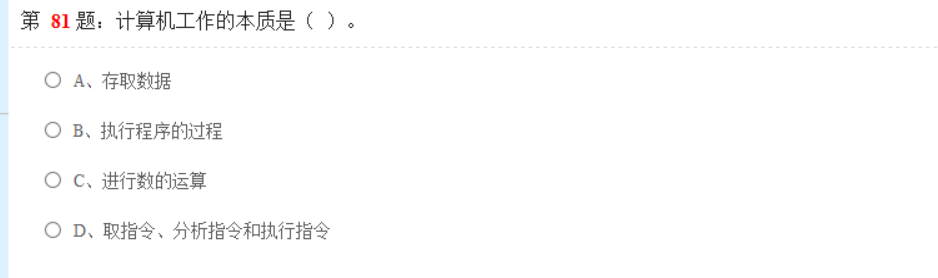 第 81 题：计算机工作的本质是（ ）。
A、存取数据
B、执行程序的过程
C、进行数的运算
D、取指令、分析指令和执行指令